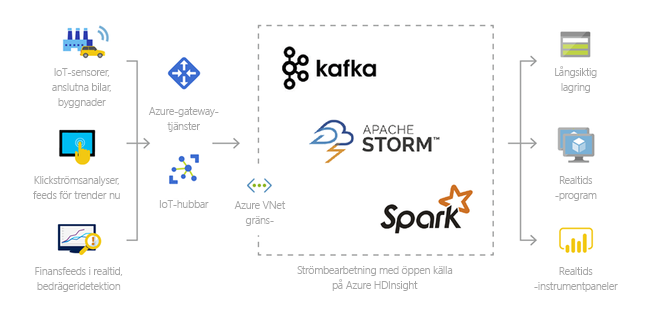 IoT-sensorer,
anslutna bilar,
byggnader
Klickströmsanalyser,
feeds för trender nu
Finansfeeds i realtid,
bedrägeridetektion
Azure-gateway-
tjänster
IoT-hubbar
Azure VNet
gräns-
kafka
APACHE
STORM™
Spark
Strömbearbetning med öppen källa
på Azure HDInsight
Långsiktig
lagring
Realtids
-program
Realtids
-instrumentpaneler